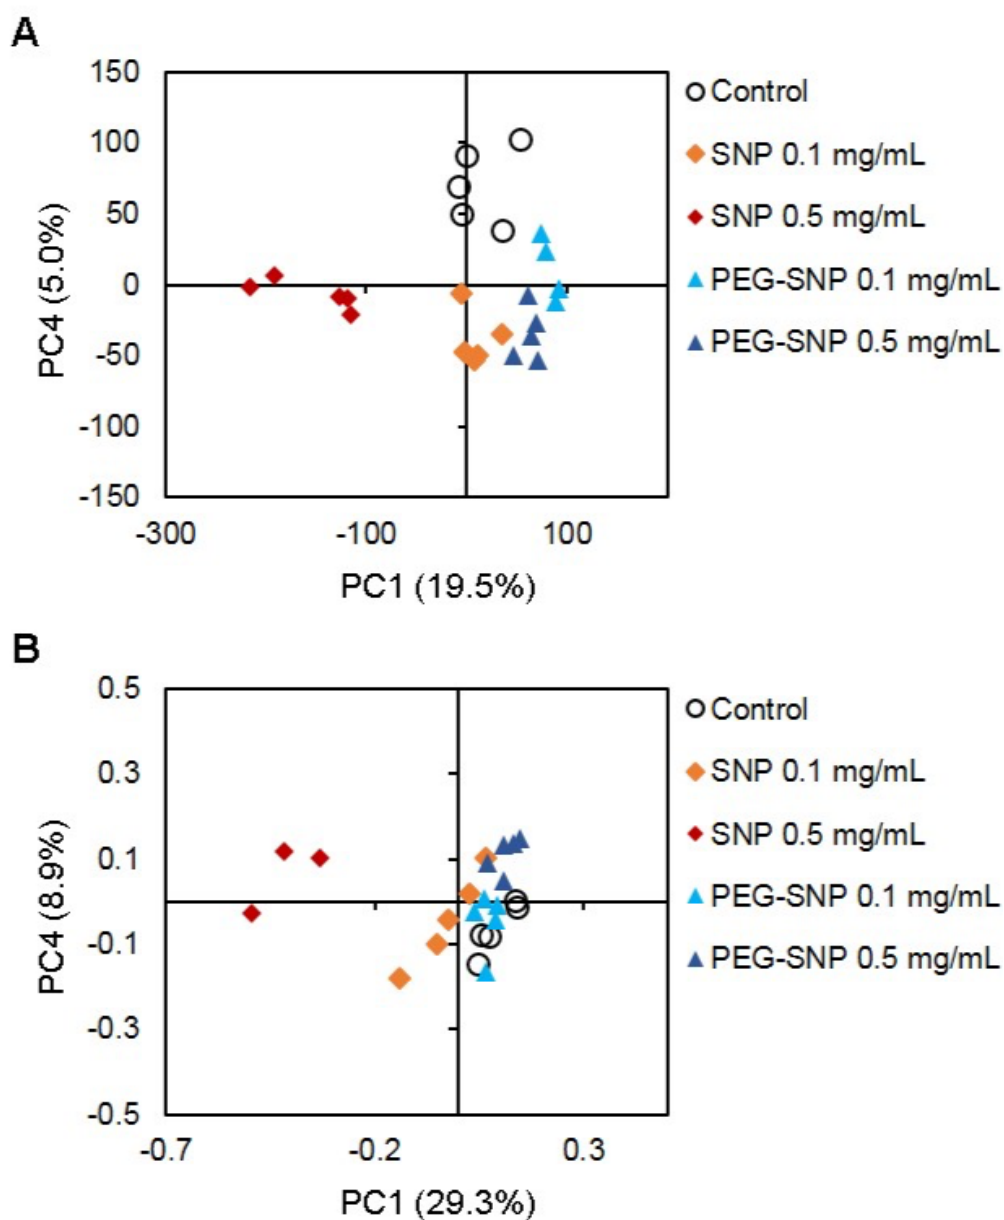 A
150
100
50
0
-50
-100
-150
-300
-100
100
PC4 (5.0%)
PC1 (19.5%)
Control
SNP 0.1 mg/mL
SNP 0.5 mg/mL
PEG-SNP 0.1 mg/mL
PEG-SNP 0.5 mg/mL
B
0.5
0.3
0.1
-0.1
-0.3
-0.5
-0.7
-0.2
0.3
PC4 (8.9%)
PC1 (29.3%)
Control
SNP 0.1 mg/mL
SNP 0.5 mg/mL
PEG-SNP 0.1 mg/mL
PEG-SNP 0.5 mg/mL